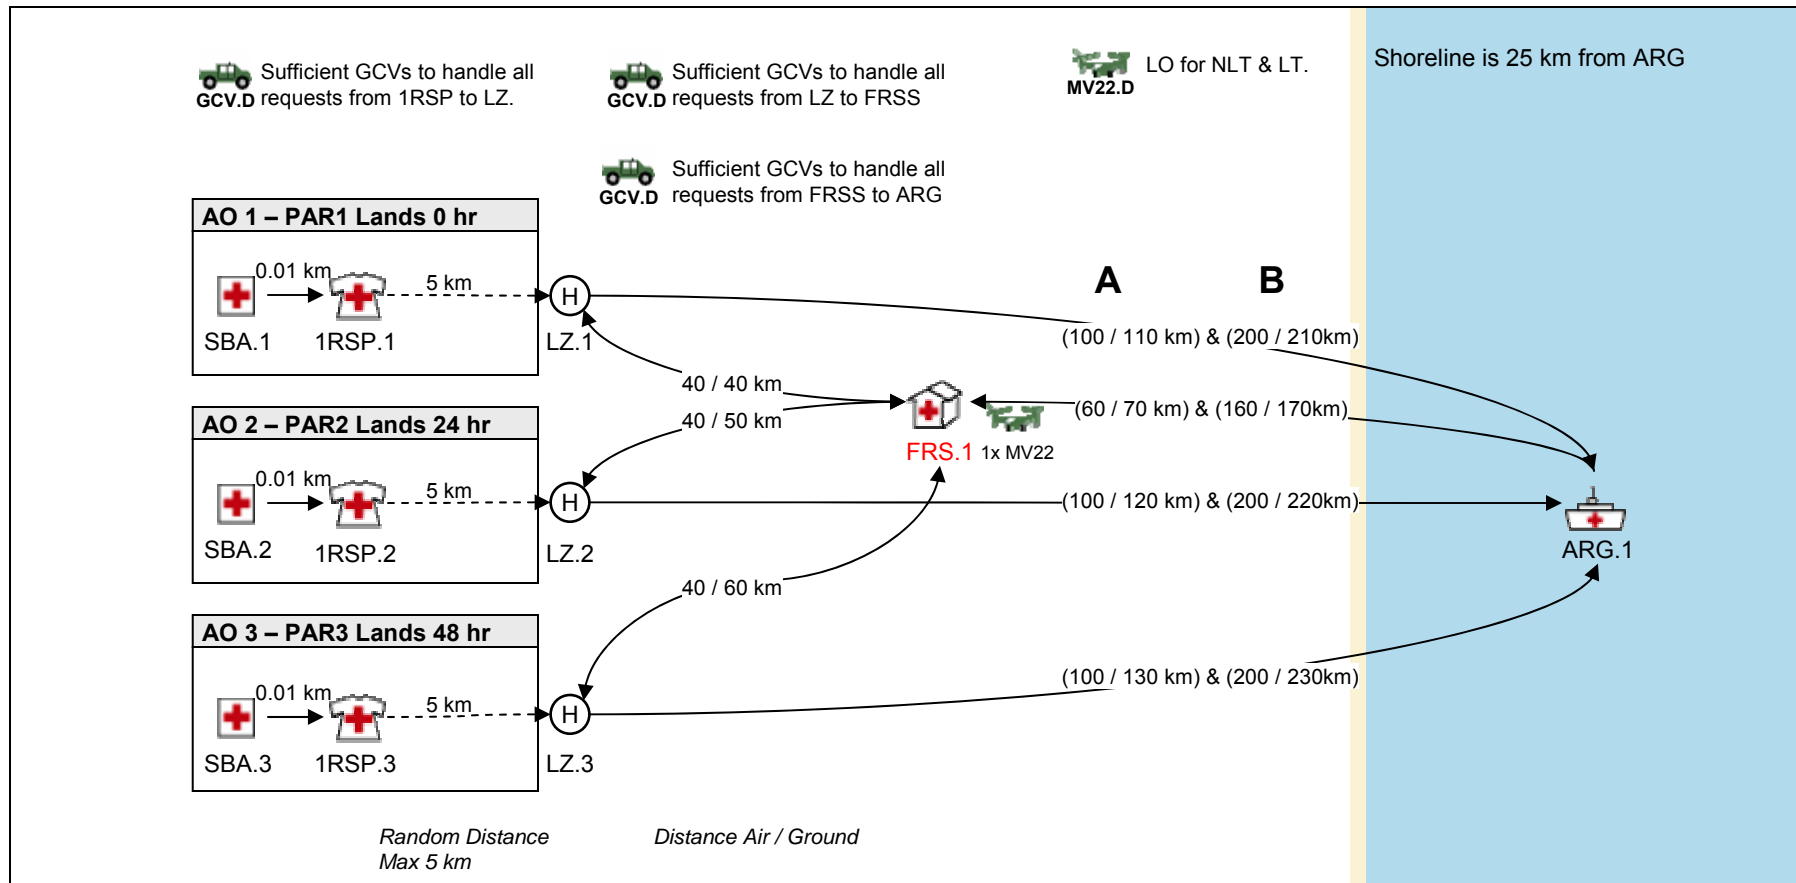 Sufficient GCVs to handle all
GCV.D requests from 1RSP to LZ.
Sufficient GCVs to handle all
GCV.D requests from LZ to FRSS
LO for NLT & LT.
MV22.D
Shoreline is 25 km from ARG
Sufficient GCVs to handle all
GCV.D requests from FRSS to ARG
AO 1 – PAR1 Lands 0 hr
0.01 km
5 km
H
SBA.1
1RSP.1
LZ.1
A
B
(100 / 110 km) & (200 / 210km)
40 / 40 km
40 / 50 km
(60 / 70 km) & (160 / 170km)
FRS.1
1x MV22
AO 2 – PAR2 Lands 24 hr
0.01 km
5 km
H
SBA.2
1RSP.2
LZ.2
(100 / 120 km) & (200 / 220km)
ARG.1
40 / 60 km
AO 3 – PAR3 Lands 48 hr
0.01 km
5 km
H
SBA.3
1RSP.3
LZ.3
(100 / 130 km) & (200 / 230km)
Random Distance
Max 5 km
Distance Air / Ground